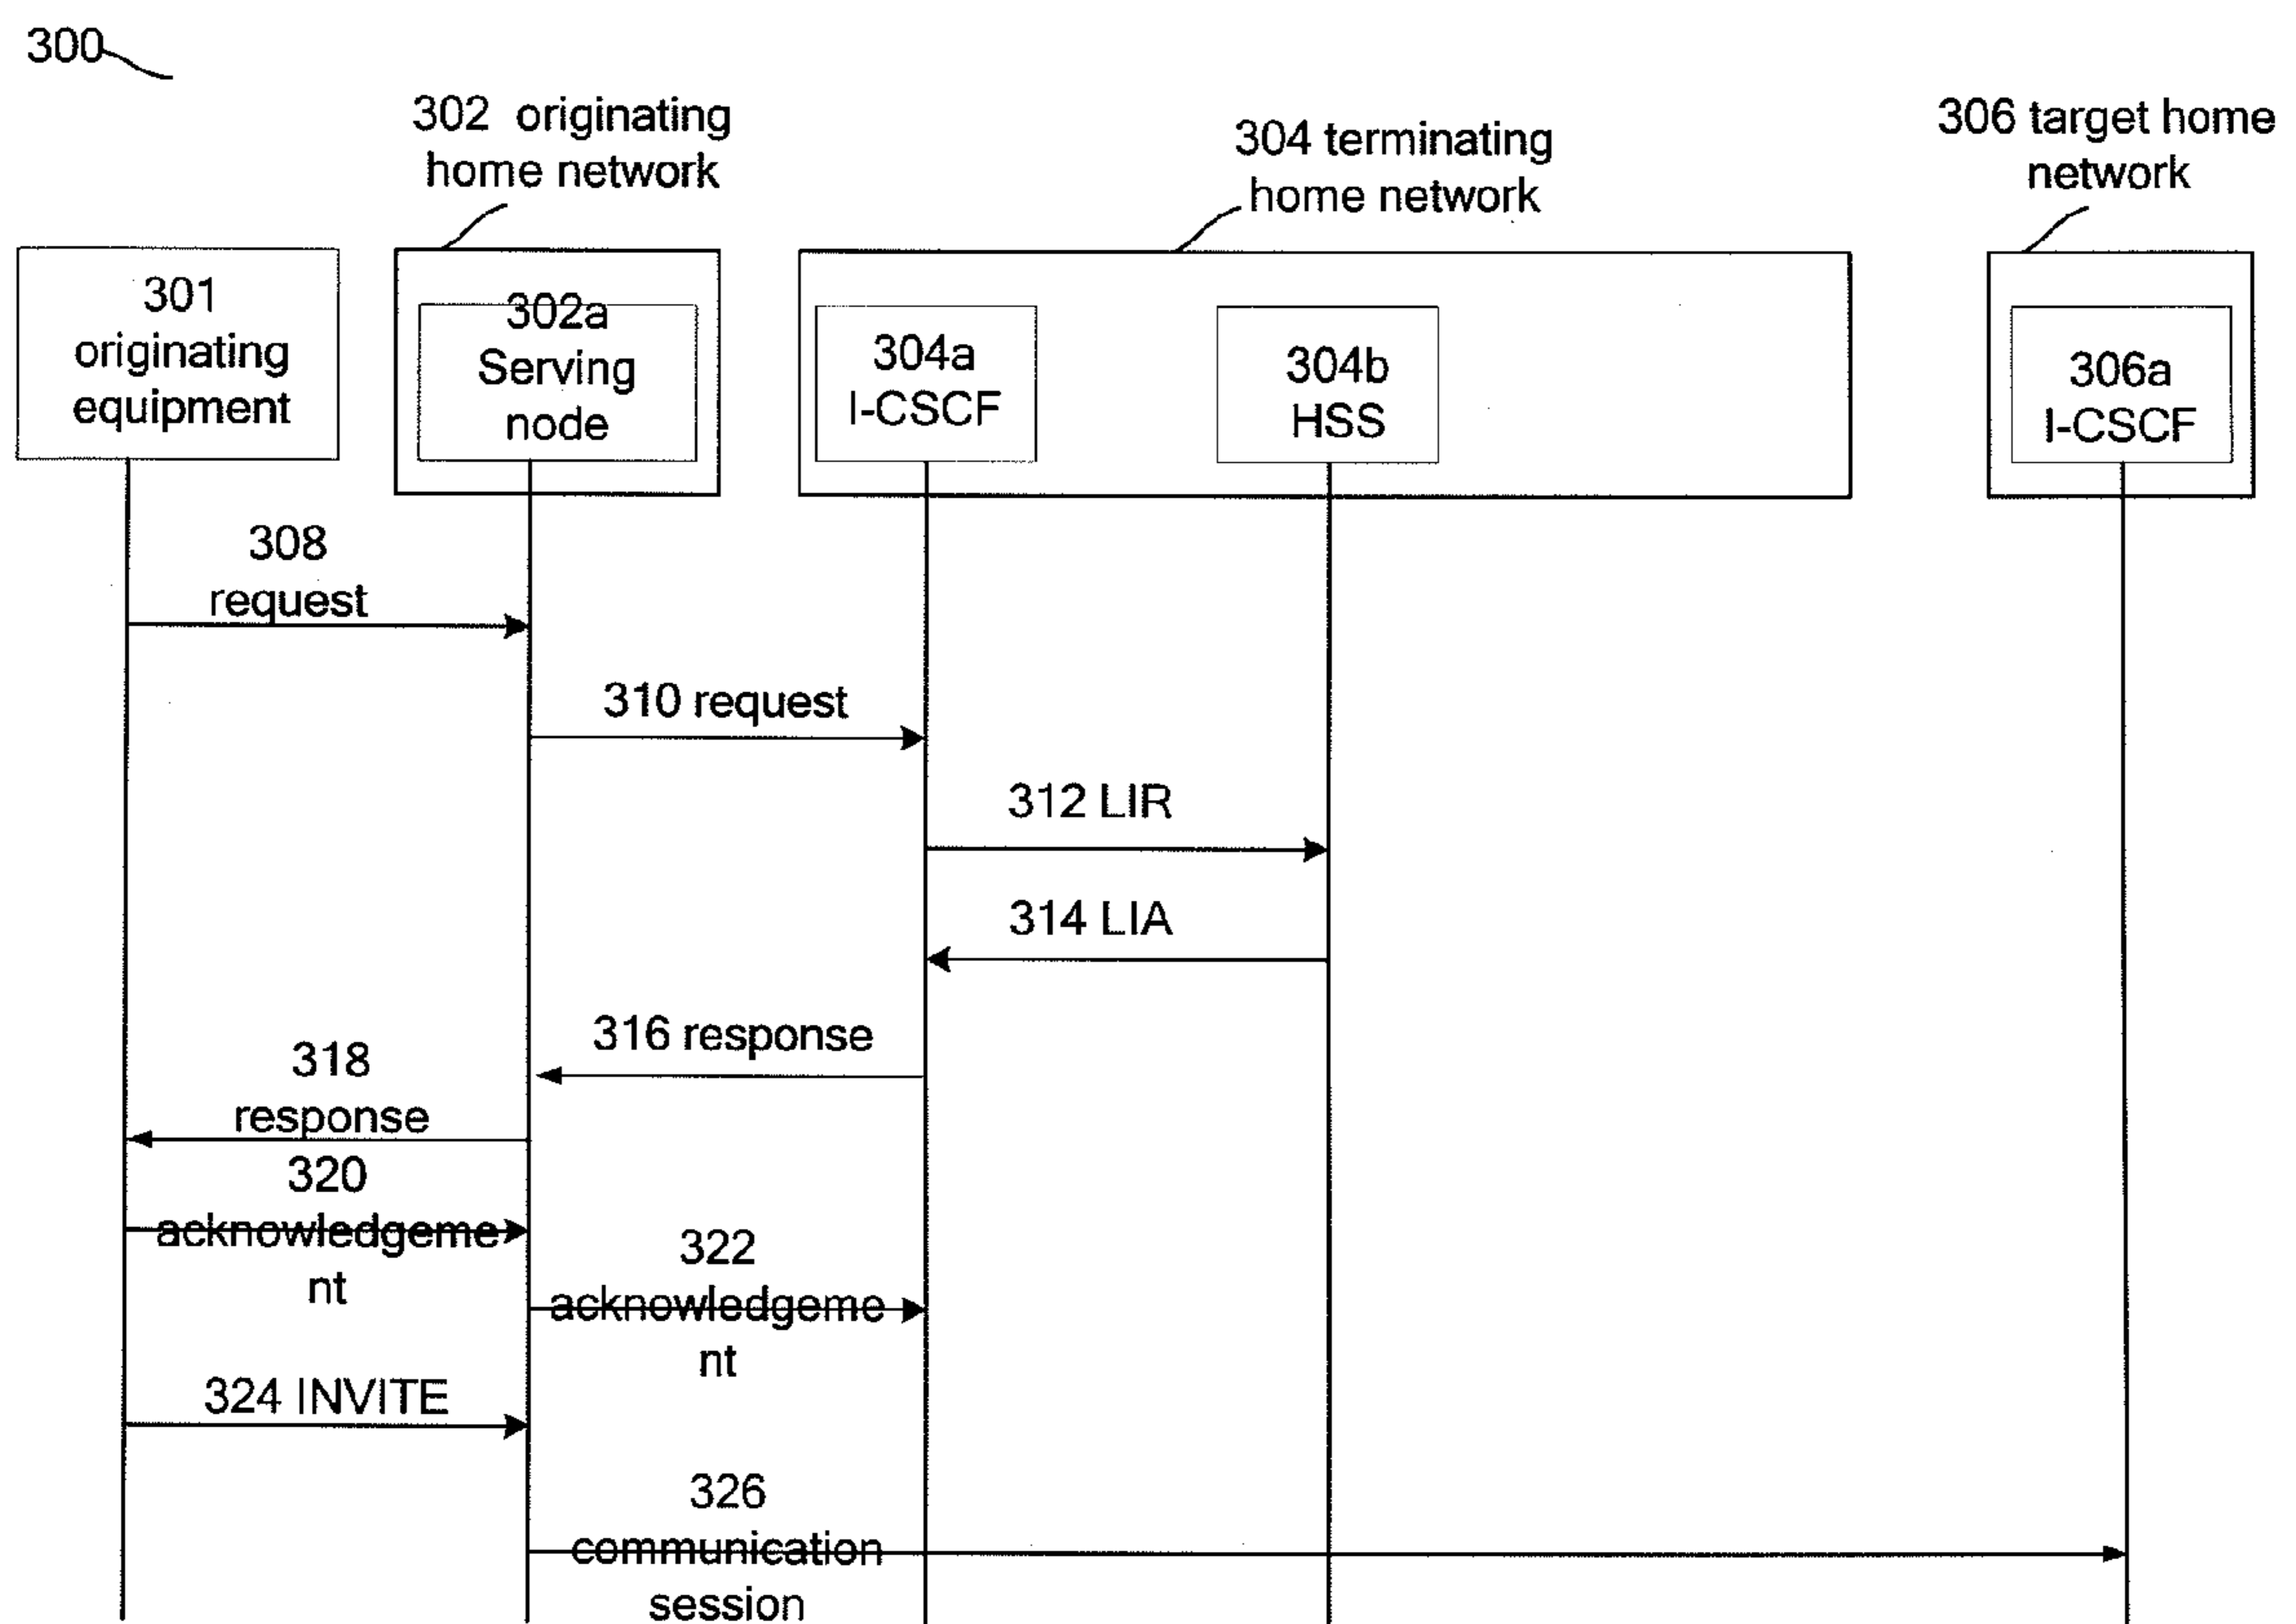 300
302 originating
home network
304 terminating
home network
306 target home
network
301
originating
equipment
302a
Serving
node
304a
I-CSCF
304b
HSS
306a
I-CSCF
308
request
310 request
312 LIR
314 LIA
316 response
318
response
320
acknowledgeme
nt
322
acknowledgeme
nt
324 INVITE
326
communication
session